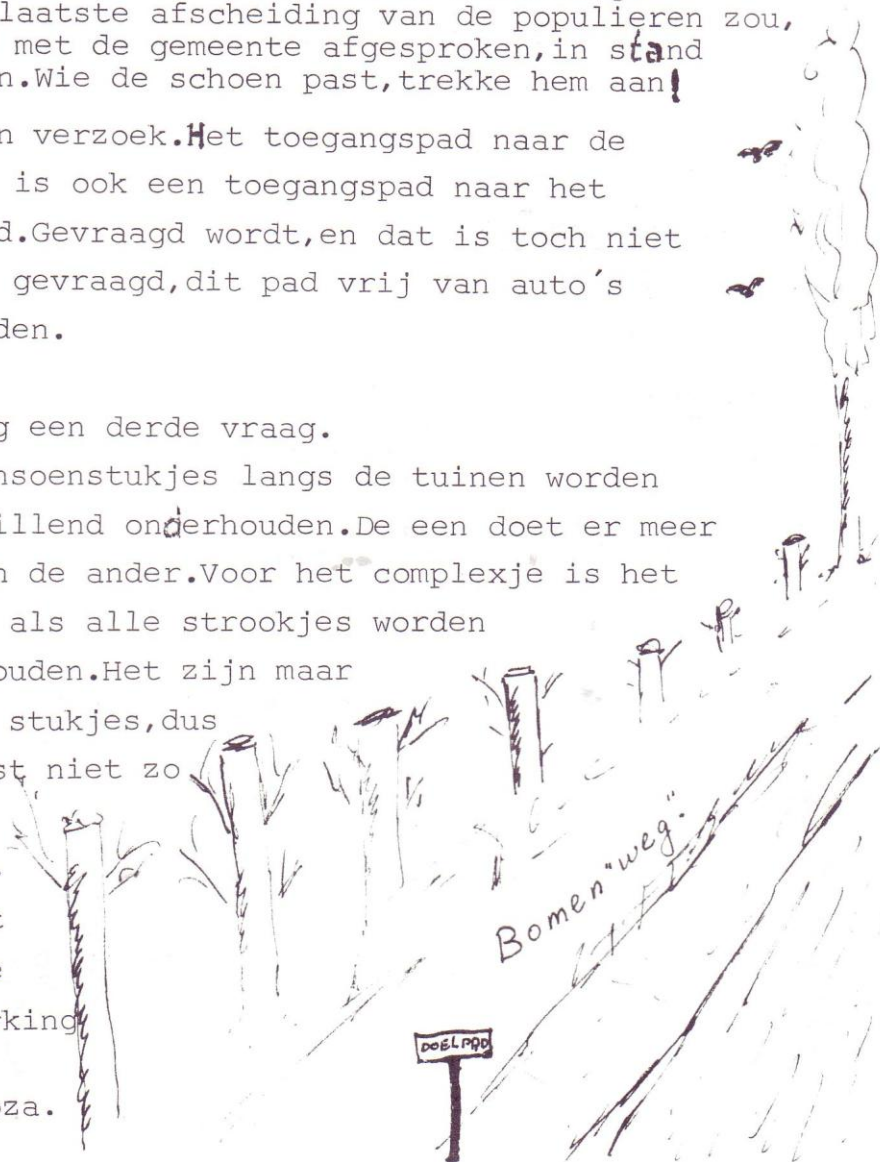 laatste afscheiding van de populieren zou,
met de gemeente afgesproken,in stand
n.Wie de schoen past,trekke hem aan!
n verzoek.Het toegangspad naar de
is ook een toegangspad naar het
d.Gevraagd wordt,en dat is toch niet
gevraagd,dit pad vrij van auto's
den.
g een derde vraag.
nsoenstukjes langs de tuinen worden
illend onderhouden.De een doet er meer
n de ander.Voor het complexje is het
als alle strookjes worden
ouden.Het zijn maar
stukjes,dus
st niet zo
Bomen"weg".
t
e
king
DOELPAD
oza.